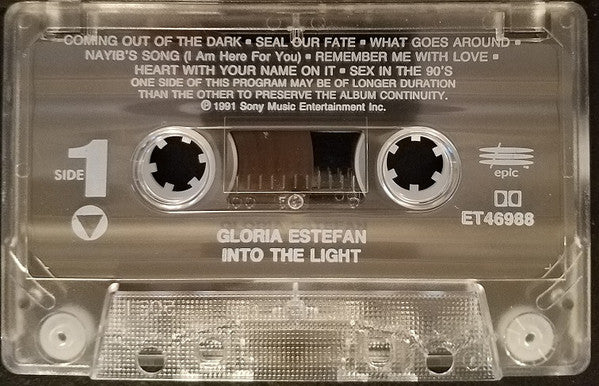 COMING OUT OF THE DARK ▪ SEAL OUR FATE ▪ WHAT GOES AROUND ▪
NAYIB'S SONG (I Am Here For You) ▪ REMEMBER ME WITH LOVE ▪
HEART WITH YOUR NAME ON IT ▪ SEX IN THE 90'S
ONE SIDE OF THIS PROGRAM MAY BE OF LONGER DURATION
THAN THE OTHER TO PRESERVE THE ALBUM CONTINUITY.
℗ 1991 Sony Music Entertainment Inc.
SIDE 1
epic
ET46988
GLORIA ESTEFAN
INTO THE LIGHT